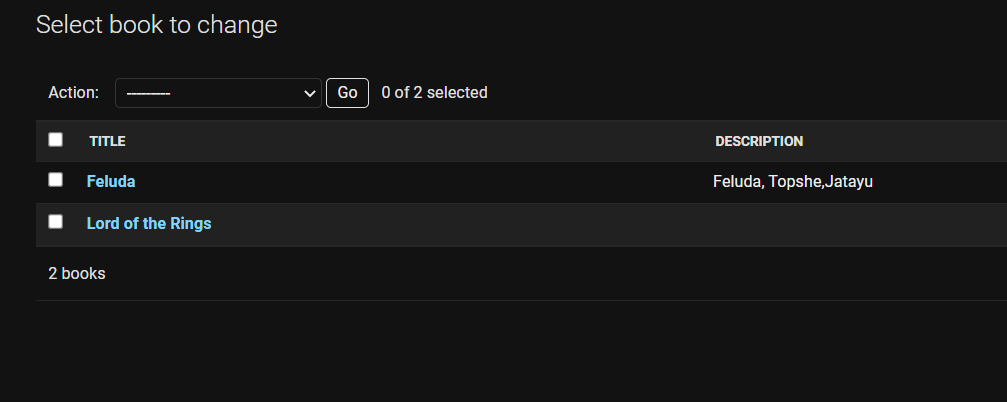 Select book to change
Action: --------- Go 0 of 2 selected
TITLE DESCRIPTION
Feluda Feluda, Topshe,Jatayu
Lord of the Rings
2 books